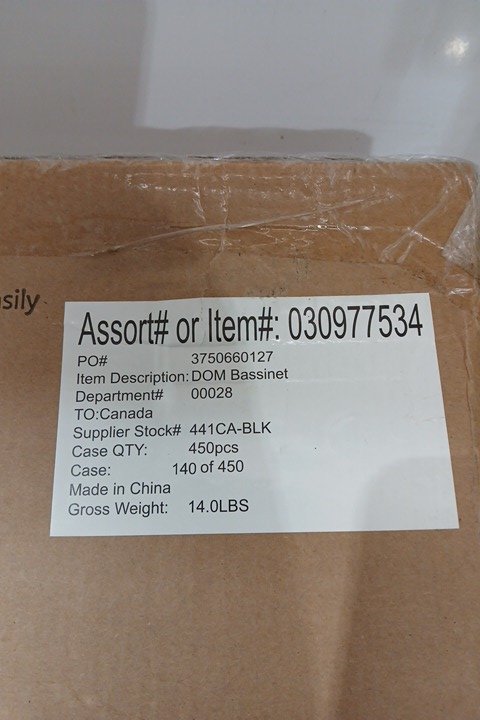 sily
Assort# or Item#: 030977534
PO# 3750660127
Item Description: DOM Bassinet
Department# 00028
TO:Canada
Supplier Stock# 441CA-BLK
Case QTY: 450pcs
Case: 140 of 450
Made in China
Gross Weight: 14.0LBS